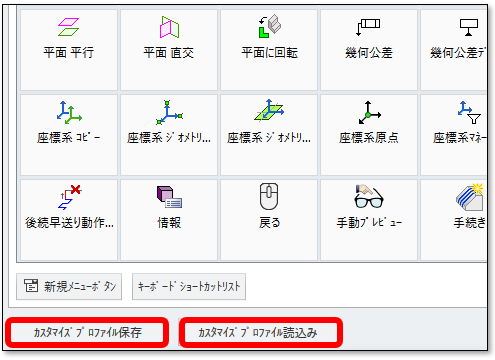 平面 平行
平面 直交
平面に回転
幾何公差
幾何公差ﾃ
座標系 ｺﾋﾟｰ
座標系 ｼﾞｵﾒﾄﾘ...
座標系 ｼﾞｵﾒﾄﾘ...
座標系原点
座標系ﾏﾈ
後続早送り動作...
情報
戻る
手動ﾌﾟﾚﾋﾞｭｰ
手続き
新規ﾒﾆｭｰﾎﾞﾀﾝ
ｷｰﾎﾞｰﾄﾞｼｮｰﾄｶｯﾄﾘｽﾄ
ｶｽﾀﾏｲｽﾞﾌﾟﾛﾌｧｲﾙ保存
ｶｽﾀﾏｲｽﾞﾌﾟﾛﾌｧｲﾙ読込み